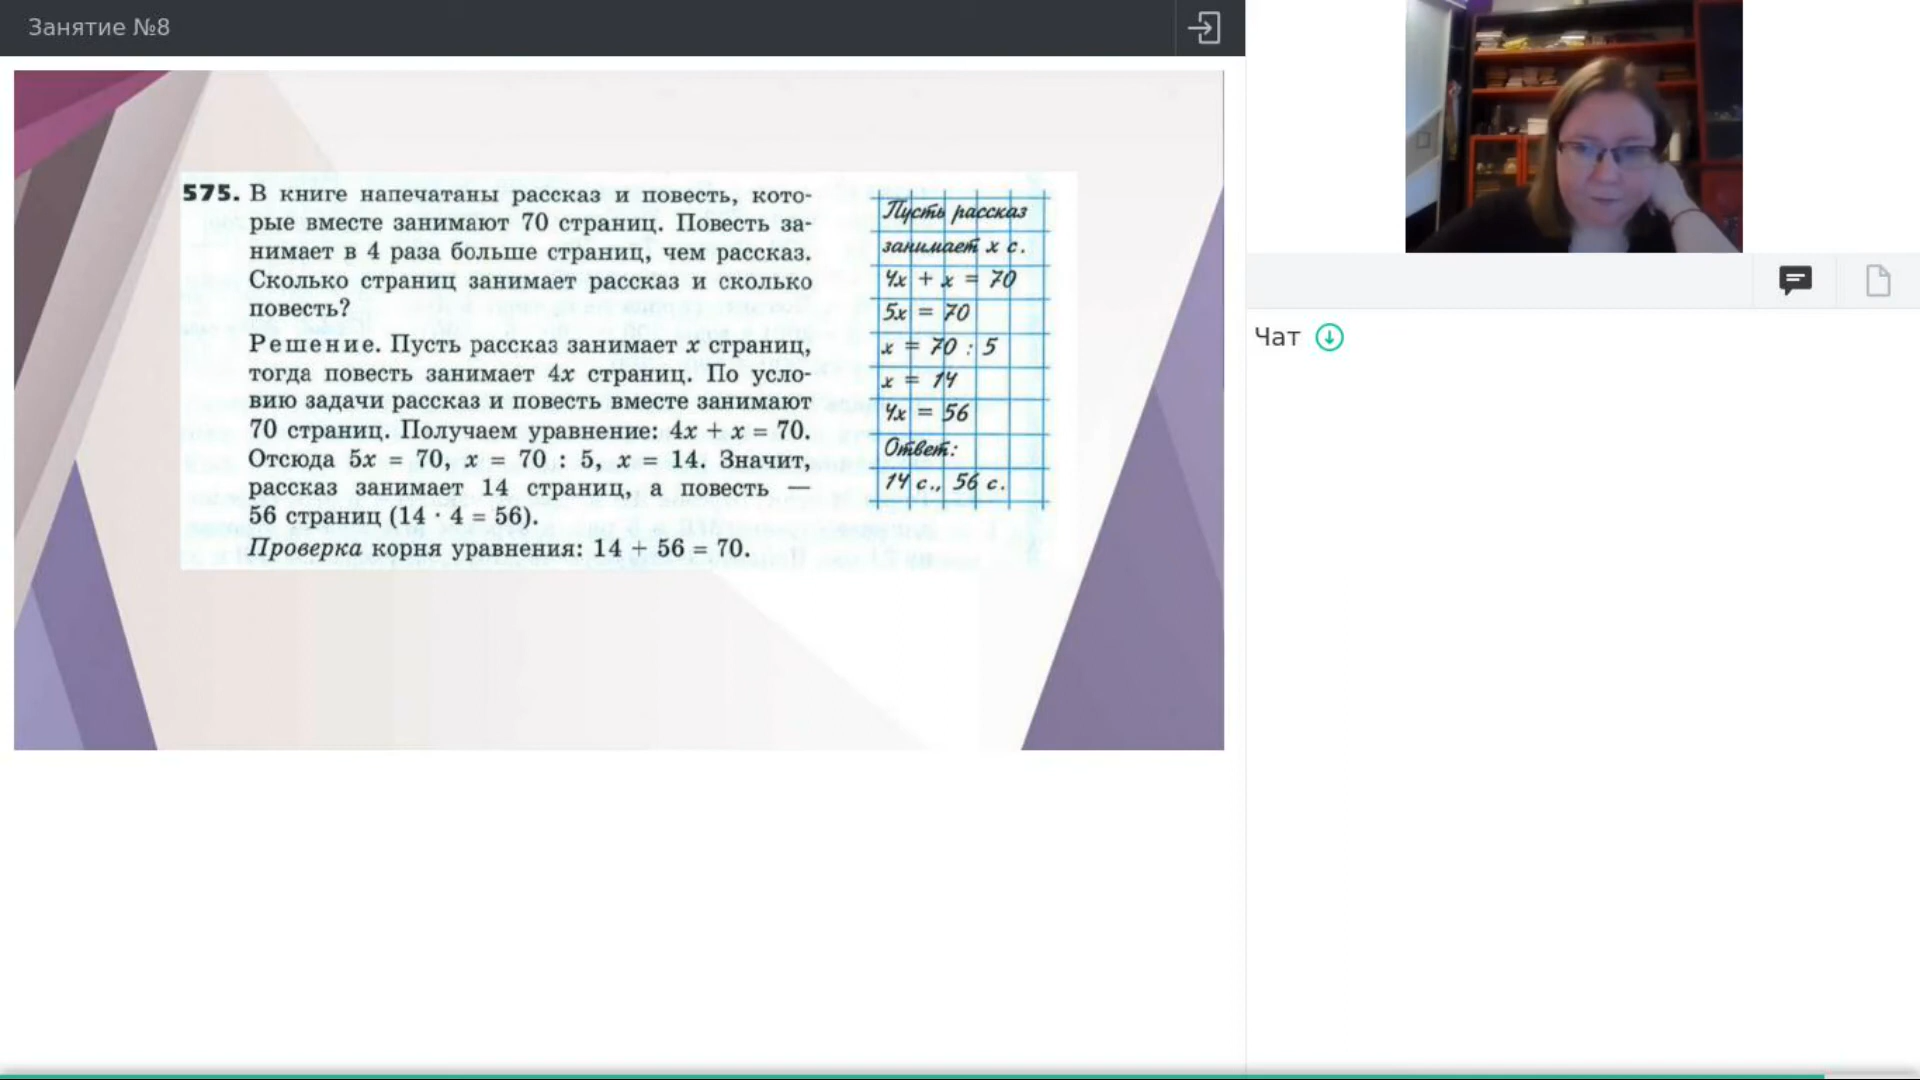 Занятие №8
575. В книге напечатаны рассказ и повесть, кото-
рые вместе занимают 70 страниц. Повесть за-
нимает в 4 раза больше страниц, чем рассказ.
Сколько страниц занимает рассказ и сколько
повесть?
Решение. Пусть рассказ занимает x страниц,
тогда повесть занимает 4x страниц. По усло-
вию задачи рассказ и повесть вместе занимают
70 страниц. Получаем уравнение: 4x + x = 70.
Отсюда 5x = 70, x = 70 : 5, x = 14. Значит,
рассказ занимает 14 страниц, а повесть —
56 страниц (14 · 4 = 56).
Проверка корня уравнения: 14 + 56 = 70.
Пусть рассказ
занимает x с.
4x + x = 70
5x = 70
x = 70 : 5
x = 14
4x = 56
Ответ:
14 с., 56 с.
Чат